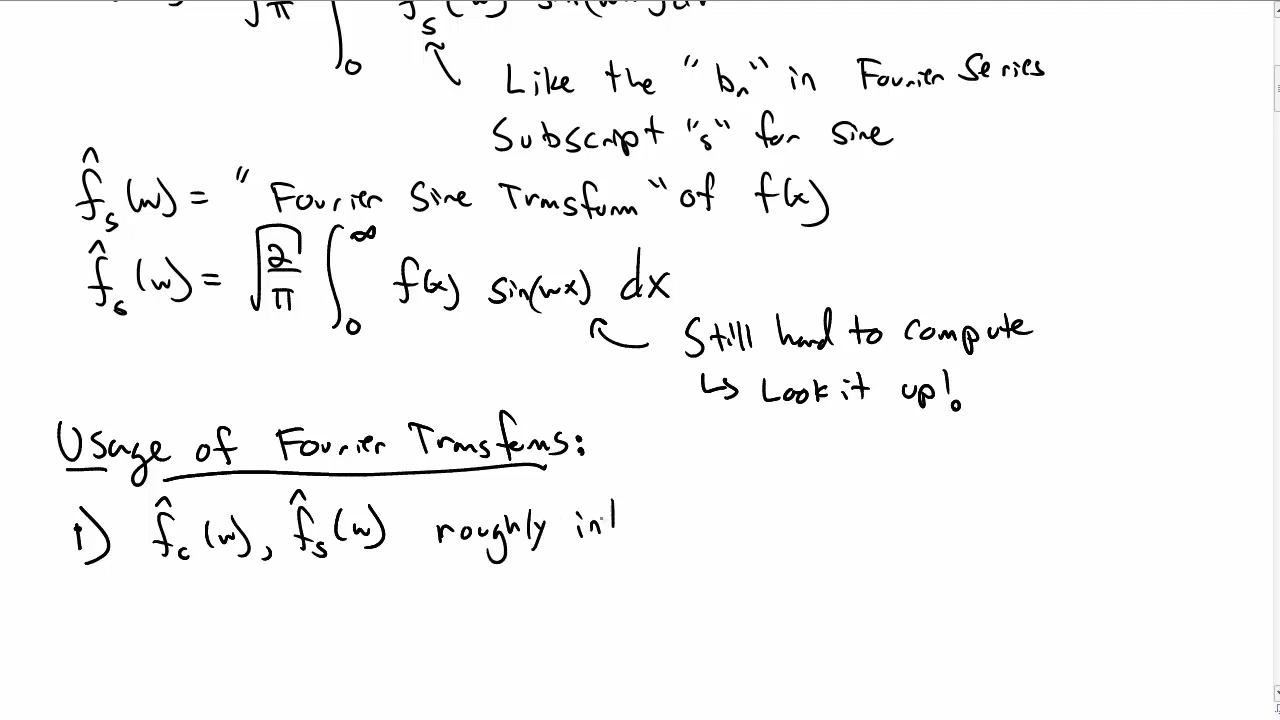 Like the "bₙ" in Fourier Series
Subscript "s" for sine
f̂ₛ(w) = "Fourier Sine Transform" of f(x)
f̂ₛ(w) = √(2/π) ∫₀^∞ f(x) sin(wx) dx
Still hard to compute
↳ Look it up!
Usage of Fourier Transforms:
1) f̂_c(w), f̂ₛ(w) roughly